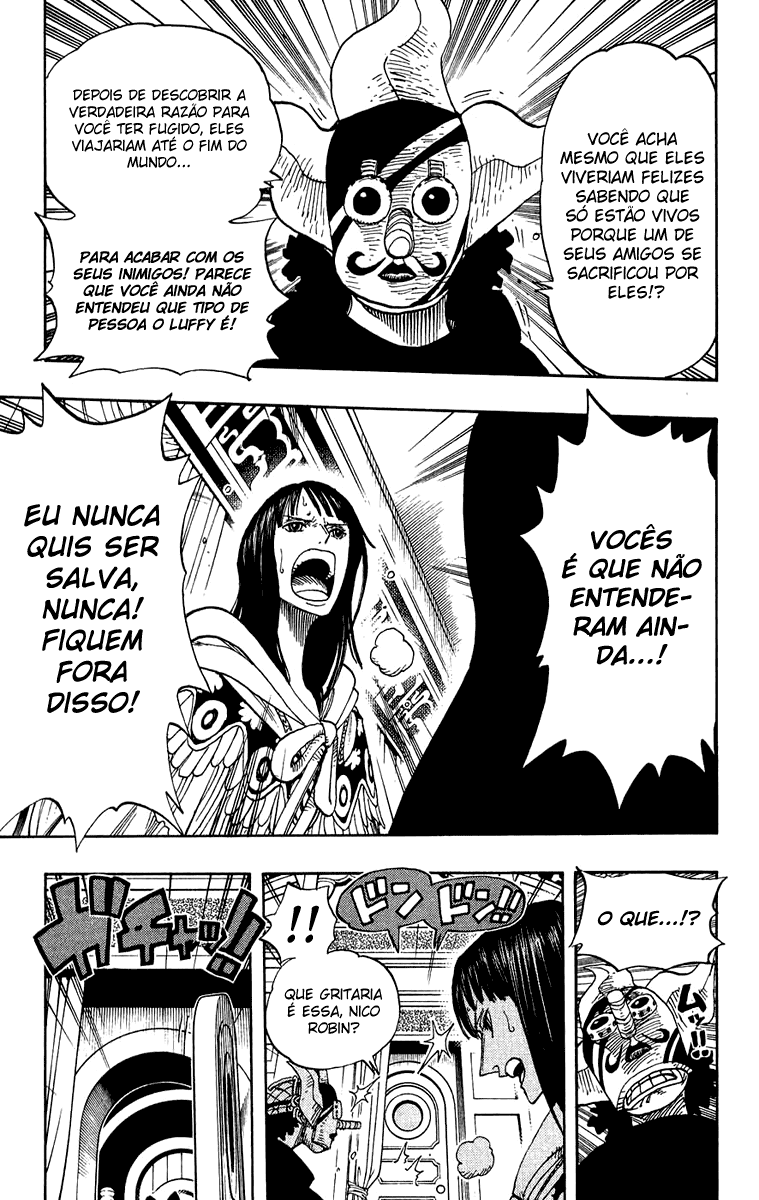 VOCÊ ACHA
MESMO QUE ELES
VIVERIAM FELIZES
SABENDO QUE
SÓ ESTÃO VIVOS
PORQUE UM DE
SEUS AMIGOS SE
SACRIFICOU POR
ELES!?
DEPOIS DE DESCOBRIR A
VERDADEIRA RAZÃO PARA
VOCÊ TER FUGIDO, ELES
VIAJARIAM ATÉ O FIM DO
MUNDO...
PARA ACABAR COM OS
SEUS INIMIGOS! PARECE
QUE VOCÊ AINDA NÃO
ENTENDEU QUE TIPO DE
PESSOA O LUFFY É!
VOCÊS
É QUE NÃO
ENTENDE-
RAM AIN-
DA...!
EU NUNCA
QUIS SER
SALVA,
NUNCA!
FIQUEM
FORA
DISSO!
O QUE...!?
ムッ!!
ドン ドン!!
!!
QUE GRITARIA
É ESSA, NICO
ROBIN?
ガチャッ!!